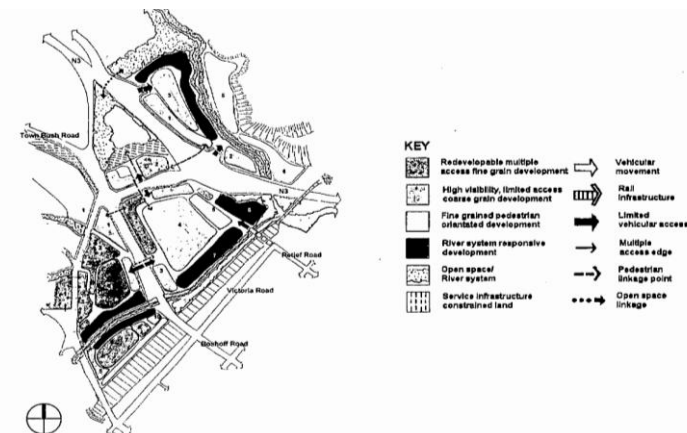 N3
Town Bush Road
N3
Retief Road
Victoria Road
Boshoff Road
KEY
Redevelopable multiple
access fine grain development
High visibility, limited access
coarse grain development
Fine grained pedestrian
orientated development
River system responsive
development
Open space/
River system
Service infrastructure
constrained land
Vehicular
movement
Rail
infrastructure
Limited
vehicular access
Multiple
access edge
Pedestrian
linkage point
Open space
linkage